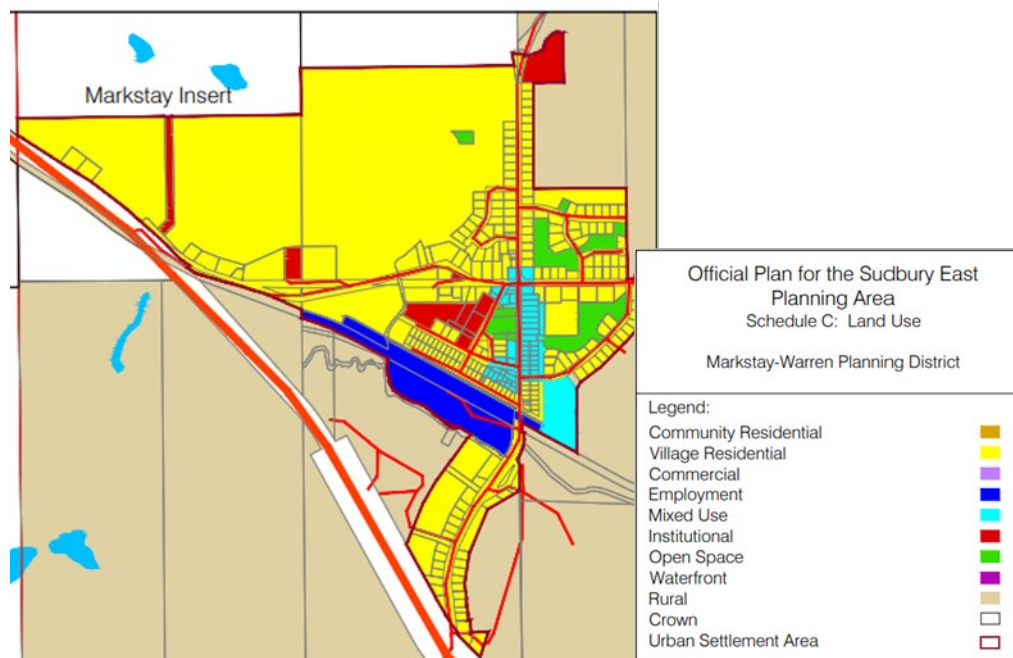 Markstay Insert
Official Plan for the Sudbury East
Planning Area
Schedule C: Land Use
Markstay-Warren Planning District
Legend:
Community Residential
Village Residential
Commercial
Employment
Mixed Use
Institutional
Open Space
Waterfront
Rural
Crown
Urban Settlement Area